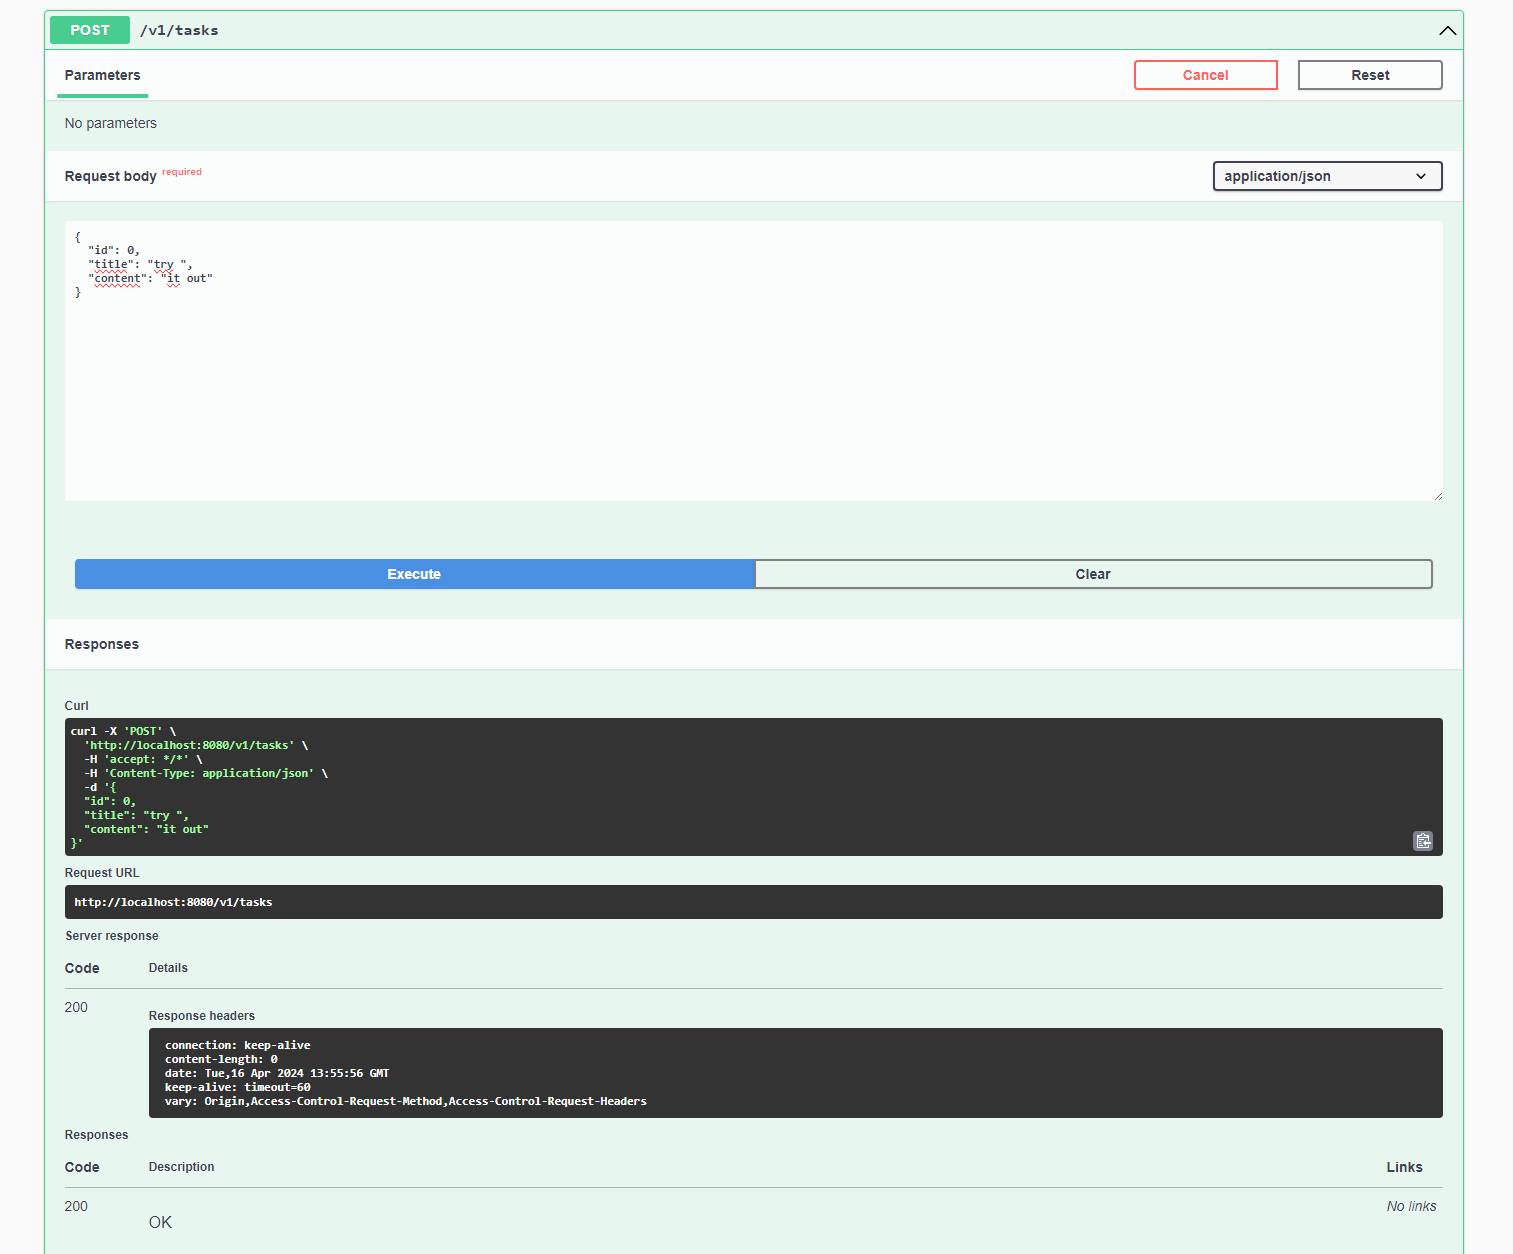 POST /v1/tasks
Parameters
Cancel
Reset
No parameters
Request body required
application/json
{
  "id": 0,
  "title": "try ",
  "content": "it out"
}
Execute
Clear
Responses
Curl
curl -X 'POST' \
  'http://localhost:8080/v1/tasks' \
  -H 'accept: */*' \
  -H 'Content-Type: application/json' \
  -d '{
  "id": 0,
  "title": "try ",
  "content": "it out"
}'
Request URL
http://localhost:8080/v1/tasks
Server response
Code Details
200
Response headers
connection: keep-alive
content-length: 0
date: Tue,16 Apr 2024 13:55:56 GMT
keep-alive: timeout=60
vary: Origin,Access-Control-Request-Method,Access-Control-Request-Headers
Responses
Code Description Links
200
OK
No links